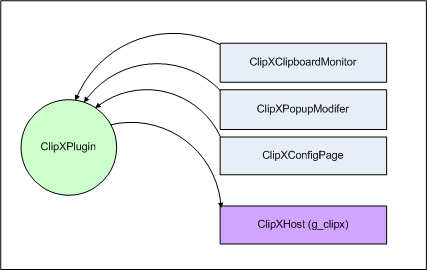 ClipXClipboardMonitor
ClipXPopupModifer
ClipXPlugin
ClipXConfigPage
ClipXHost (g_clipx)